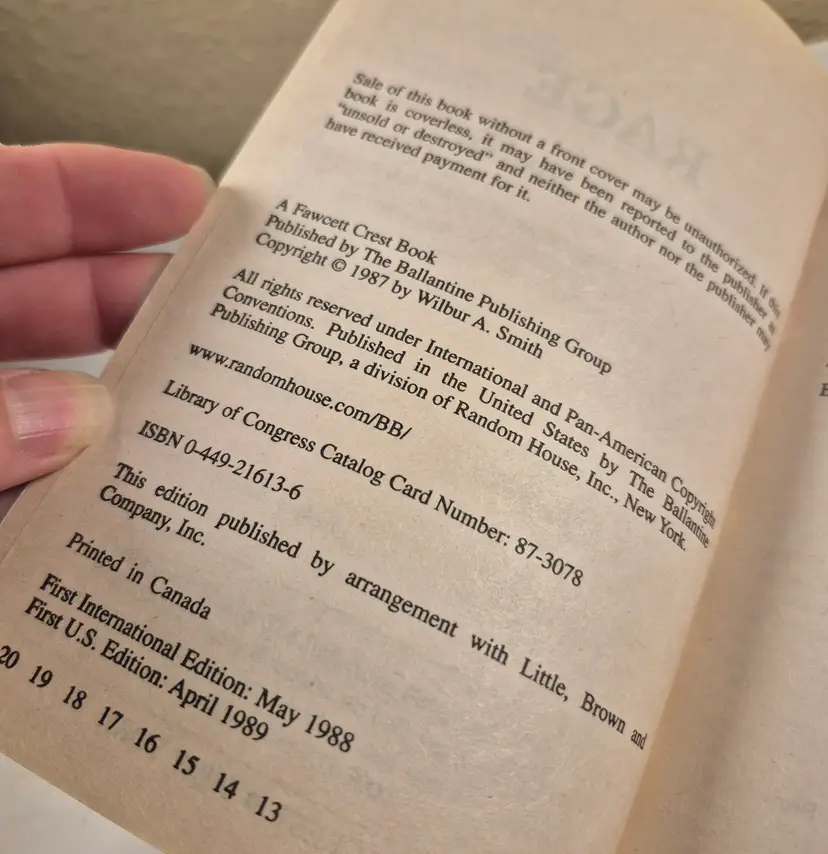 RAGE
Sale of this book without a front cover may be unauthorized. If this
book is coverless, it may have been reported to the publisher as
"unsold or destroyed" and neither the author nor the publisher may
have received payment for it.
A Fawcett Crest Book
Published by The Ballantine Publishing Group
Copyright © 1987 by Wilbur A. Smith
All rights reserved under International and Pan-American Copyright
Conventions. Published in the United States by The Ballantine
Publishing Group, a division of Random House, Inc., New York.
www.randomhouse.com/BB/
Library of Congress Catalog Card Number: 87-3078
ISBN 0-449-21613-6
This edition published by arrangement with Little, Brown and
Company, Inc.
Printed in Canada
First International Edition: May 1988
First U.S. Edition: April 1989
20 19 18 17 16 15 14 13